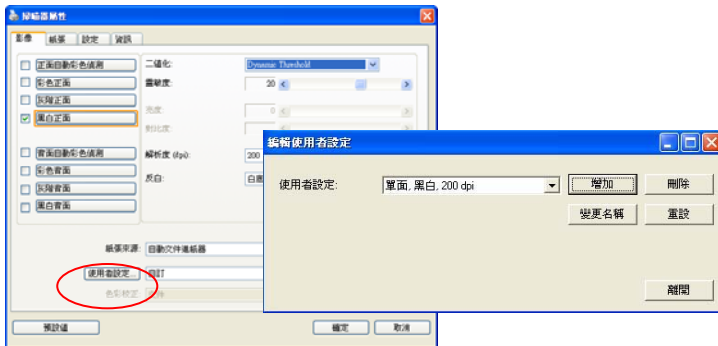 掃瞄器屬性
影像 紙張 設定 資訊
正面自動彩色偵測
彩色正面
灰階正面
黑白正面
背面自動彩色偵測
彩色背面
灰階背面
黑白背面
二值化: Dynamic Threshold
靈敏度: 20
亮度: 0
對比度:
解析度 (dpi): 200
反白: 白底
紙張來源: 自動文件進紙器
使用者設定... 自訂
色彩校正
預設值 確定 取消
編輯使用者設定
使用者設定: 單面, 黑白, 200 dpi 增加 刪除
變更名稱 重設
離開